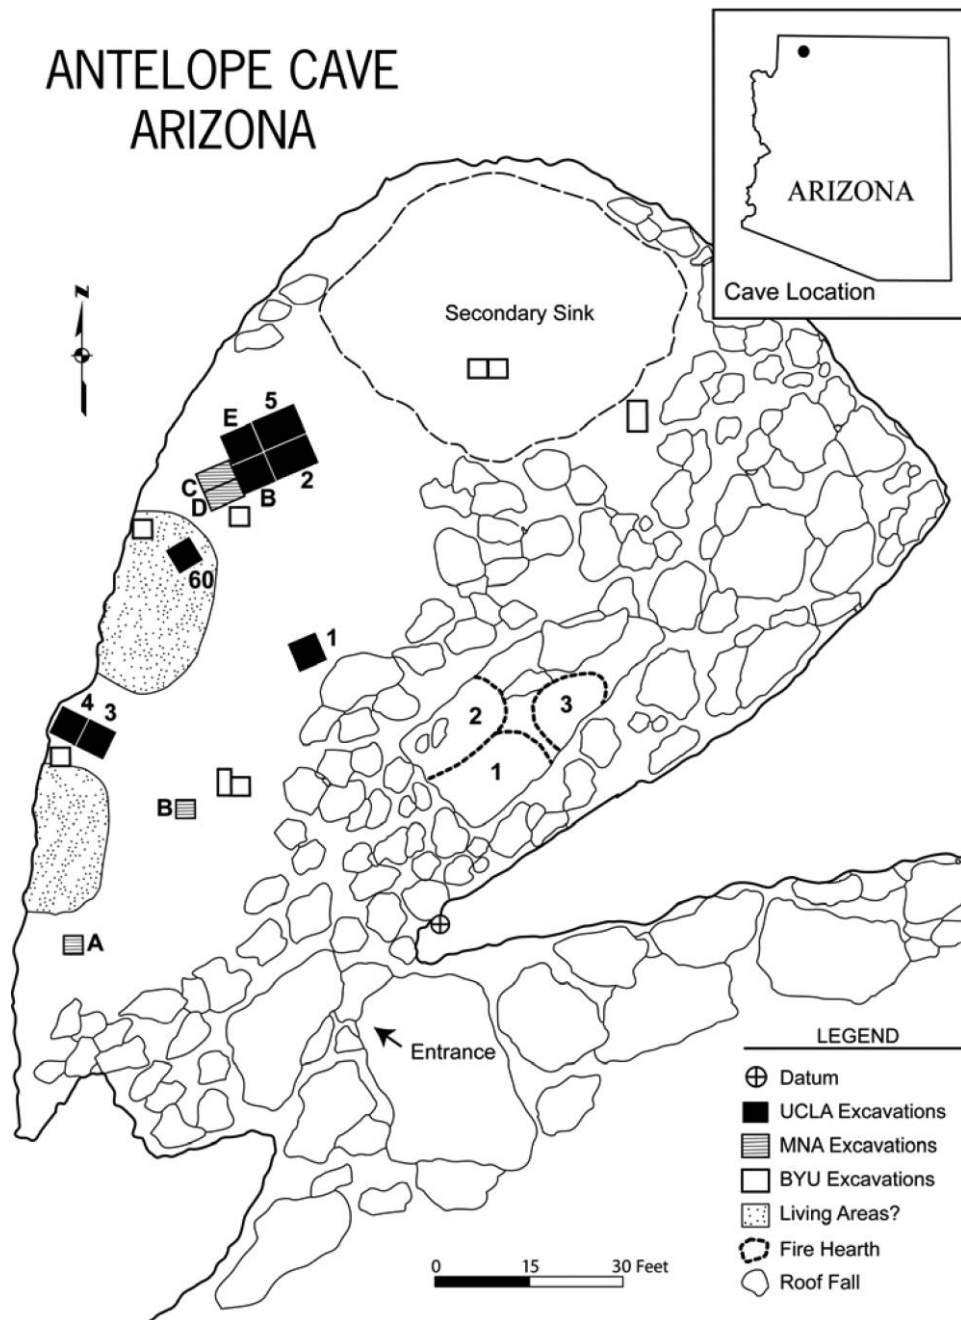 ANTELOPE CAVE
ARIZONA
ARIZONA
Cave Location
N
Secondary Sink
5
E
2
B
C
D
60
1
4
3
2
3
1
B
A
Entrance
LEGEND
Datum
UCLA Excavations
MNA Excavations
BYU Excavations
Living Areas?
Fire Hearth
Roof Fall
0 15 30 Feet